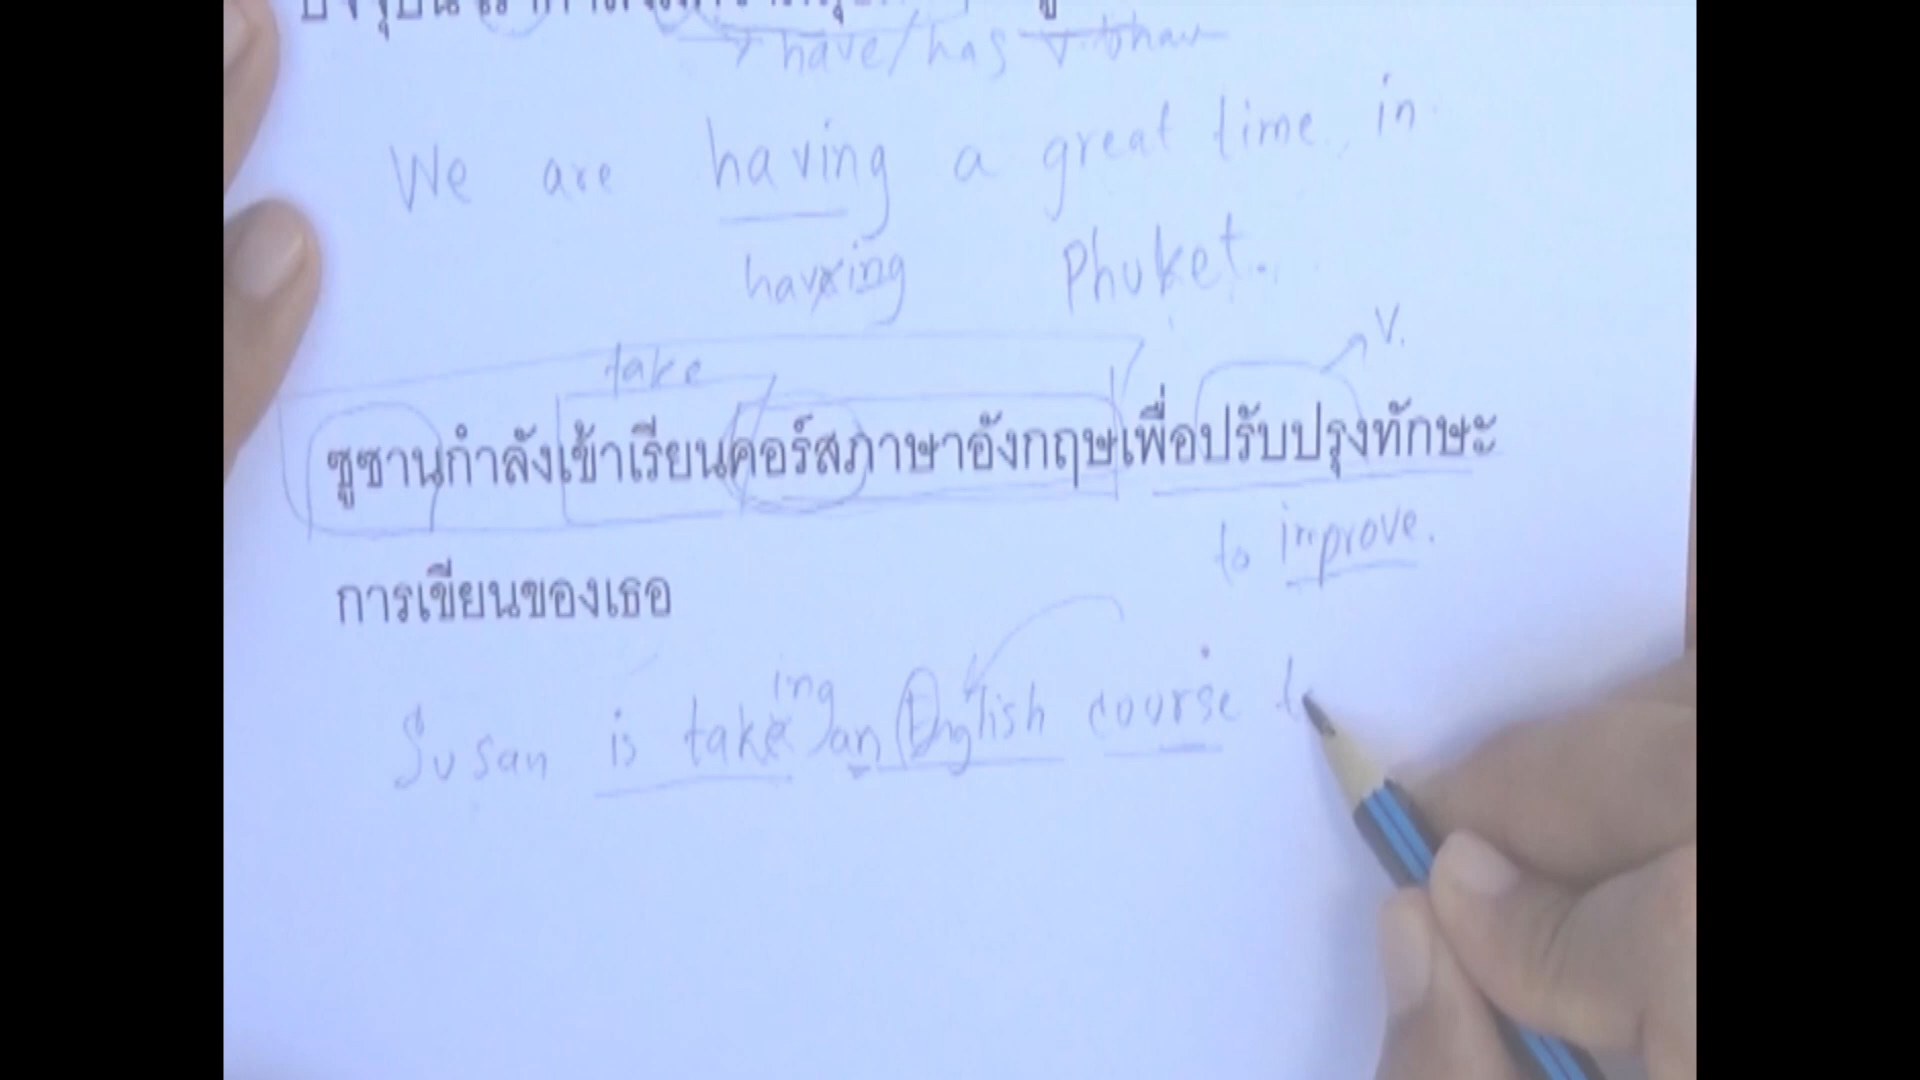 have/has
We are having a great time in
having Phuket.
take V.
ซูซานกำลังเข้าเรียนคอร์สภาษาอังกฤษเพื่อปรับปรุงทักษะ
to improve.
การเขียนของเธอ
ing
Susan is take an English course to